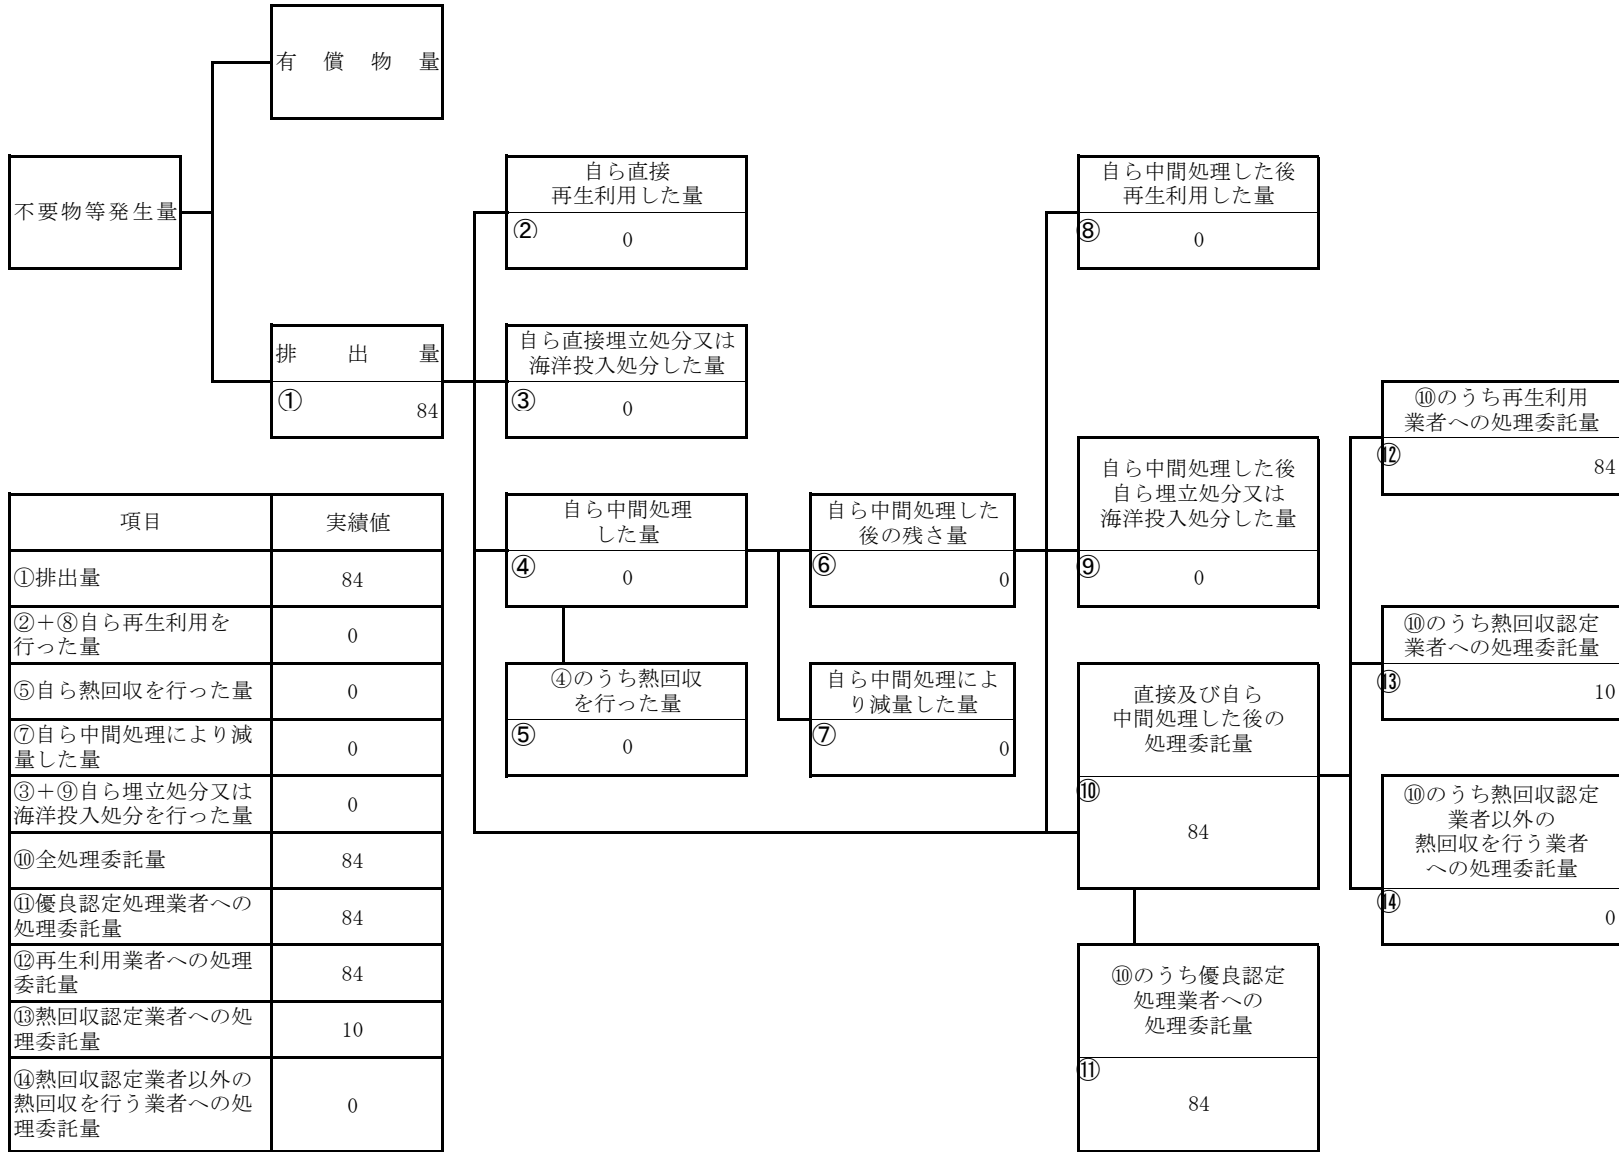 有償物量
不要物等発生量
自ら直接
再生利用した量
② 0
自ら中間処理した後
再生利用した量
⑧ 0
排出量
① 84
自ら直接埋立処分又は
海洋投入処分した量
③ 0
⑩のうち再生利用
業者への処理委託量
⑫ 84
自ら中間処理した後
自ら埋立処分又は
海洋投入処分した量
⑨ 0
自ら中間処理
した量
④ 0
自ら中間処理した
後の残さ量
⑥ 0
⑩のうち熱回収認定
業者への処理委託量
⑬ 10
④のうち熱回収
を行った量
⑤ 0
自ら中間処理によ
り減量した量
⑦ 0
直接及び自ら
中間処理した後の
処理委託量
⑩ 84
⑩のうち熱回収認定
業者以外の
熱回収を行う業者
への処理委託量
⑭ 0
⑩のうち優良認定
処理業者への
処理委託量
⑪ 84
項目 実績値
①排出量 84
②＋⑧自ら再生利用を
行った量 0
⑤自ら熱回収を行った量 0
⑦自ら中間処理により減
量した量 0
③＋⑨自ら埋立処分又は
海洋投入処分を行った量 0
⑩全処理委託量 84
⑪優良認定処理業者への
処理委託量 84
⑫再生利用業者への処理
委託量 84
⑬熱回収認定業者への処
理委託量 10
⑭熱回収認定業者以外の
熱回収を行う業者への処 0
理委託量